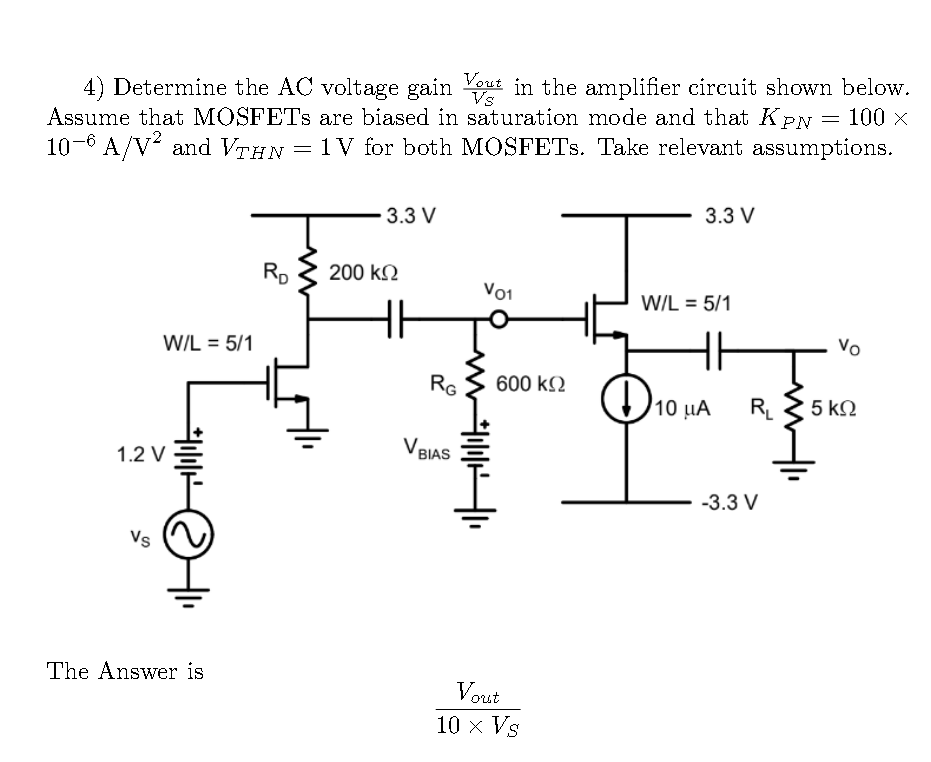 4) Determine the AC voltage gain \frac{V_{out}}{V_S} in the amplifier circuit shown below.
Assume that MOSFETs are biased in saturation mode and that K_{PN} = 100 ×
10^{-6} A/V^2 and V_{THN} = 1 V for both MOSFETs. Take relevant assumptions.
3.3 V
3.3 V
R_D
200 kΩ
V_{O1}
W/L = 5/1
W/L = 5/1
V_O
R_G
600 kΩ
10 µA
R_L
5 kΩ
+
+
1.2 V
V_{BIAS}
-
-
-3.3 V
V_S
The Answer is
\frac{V_{out}}{10 × V_S}